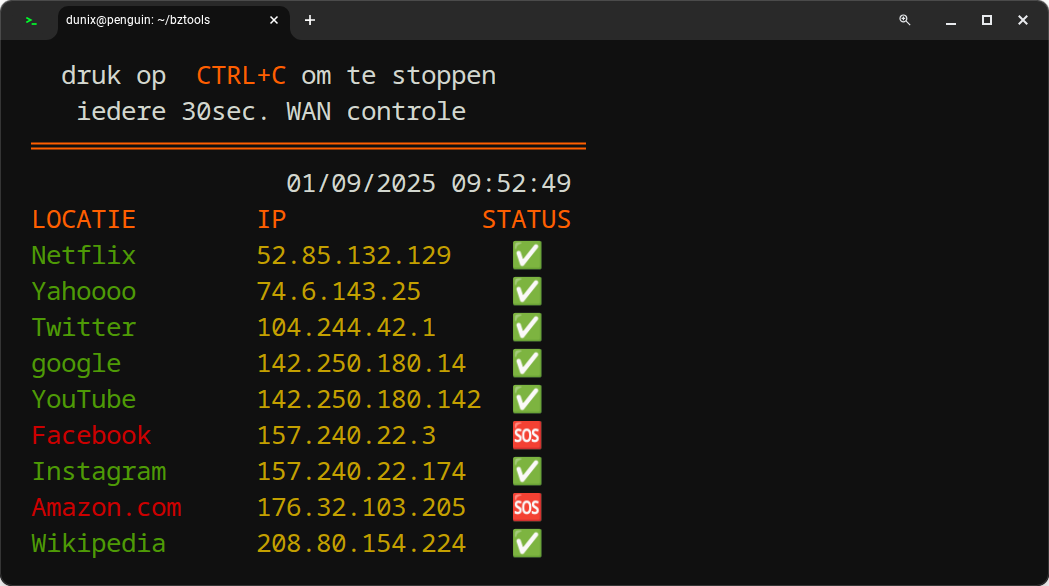 >_ dunix@penguin: ~/bztools
druk op CTRL+C om te stoppen
iedere 30sec. WAN controle
01/09/2025 09:52:49
LOCATIE IP STATUS
Netflix 52.85.132.129 ✅
Yahoooo 74.6.143.25 ✅
Twitter 104.244.42.1 ✅
google 142.250.180.14 ✅
YouTube 142.250.180.142 ✅
Facebook 157.240.22.3 🆘
Instagram 157.240.22.174 ✅
Amazon.com 176.32.103.205 🆘
Wikipedia 208.80.154.224 ✅